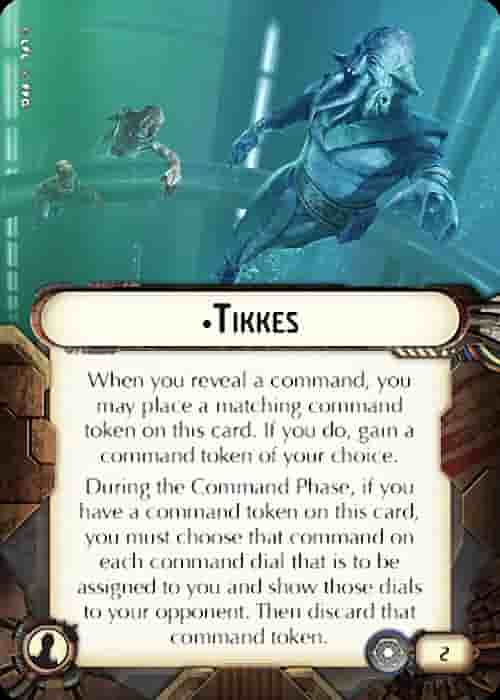 © LFL © FFG
•Tikkes
When you reveal a command, you
may place a matching command
token on this card. If you do, gain a
command token of your choice.
During the Command Phase, if you
have a command token on this card,
you must choose that command on
each command dial that is to be
assigned to you and show those dials
to your opponent. Then discard that
command token.
2